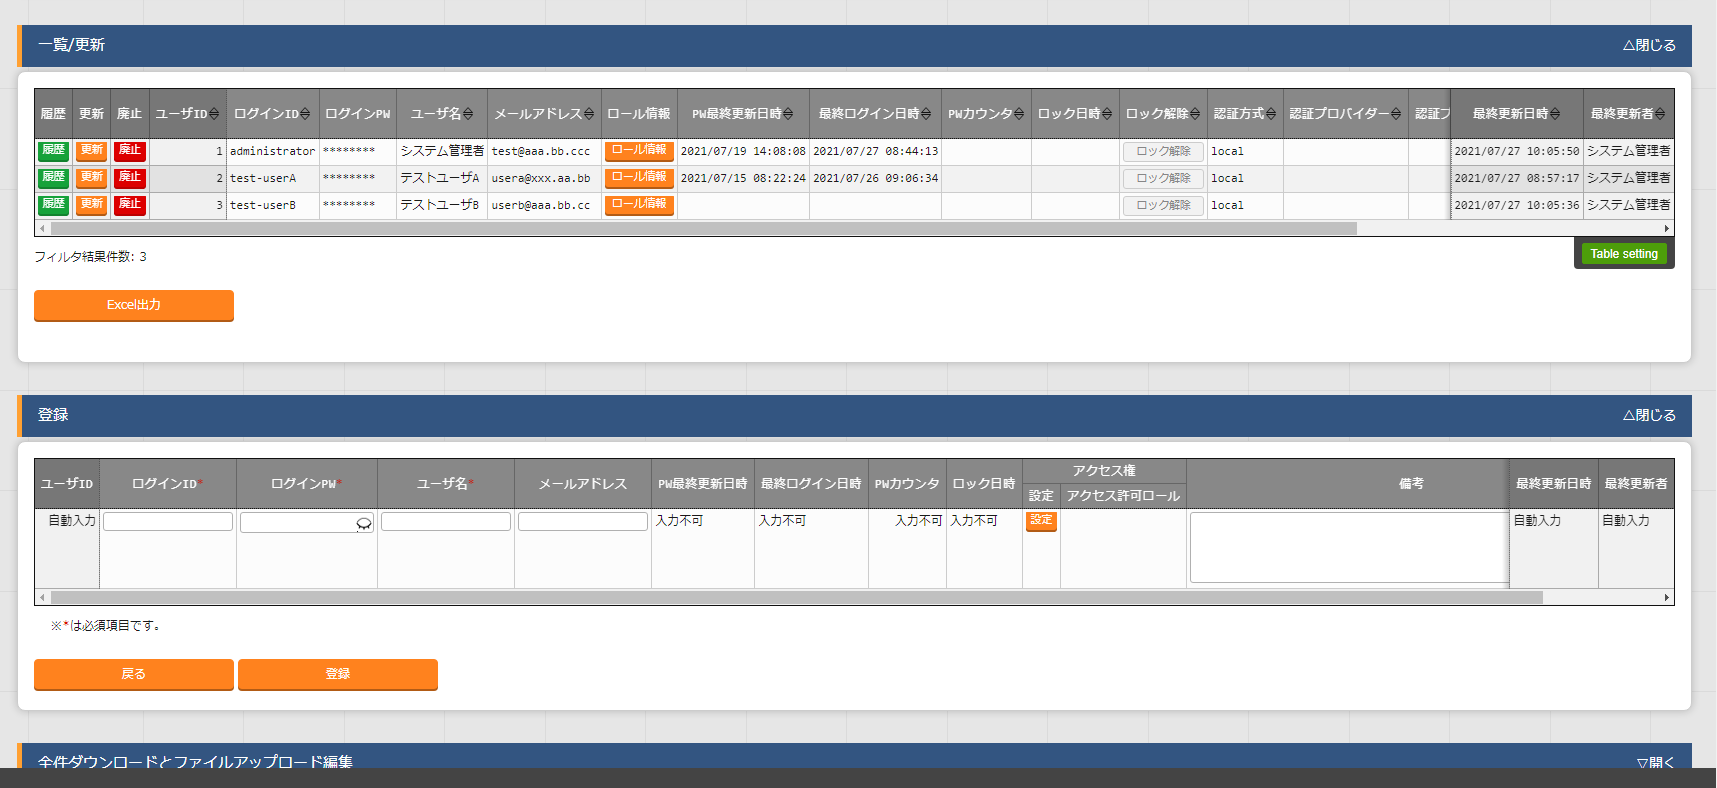 一覧/更新 △閉じる
履歴 更新 廃止 ユーザID ログインID ログインPW ユーザ名 メールアドレス ロール情報 PW最終更新日時 最終ログイン日時 PWカウンタ ロック日時 ロック解除 認証方式 認証プロバイダー 認証プ 最終更新日時 最終更新者
履歴 更新 廃止 1 administrator ******** システム管理者 test@aaa.bb.ccc ロール情報 2021/07/19 14:08:08 2021/07/27 08:44:13 ロック解除 local 2021/07/27 10:05:50 システム管理者
履歴 更新 廃止 2 test-userA ******** テストユーザA usera@xxx.aa.bb ロール情報 2021/07/15 08:22:24 2021/07/26 09:06:34 ロック解除 local 2021/07/27 08:57:17 システム管理者
履歴 更新 廃止 3 test-userB ******** テストユーザB userb@aaa.bb.cc ロール情報 ロック解除 local 2021/07/27 10:05:36 システム管理者
フィルタ結果件数: 3 Table setting
Excel出力
登録 △閉じる
ユーザID ログインID* ログインPW* ユーザ名* メールアドレス PW最終更新日時 最終ログイン日時 PWカウンタ ロック日時 アクセス権 備考 最終更新日時 最終更新者
設定 アクセス許可ロール
自動入力 入力不可 入力不可 入力不可 入力不可 設定 自動入力 自動入力
※*は必須項目です。
戻る 登録
全件ダウンロードとファイルアップロード編集 ▽開く